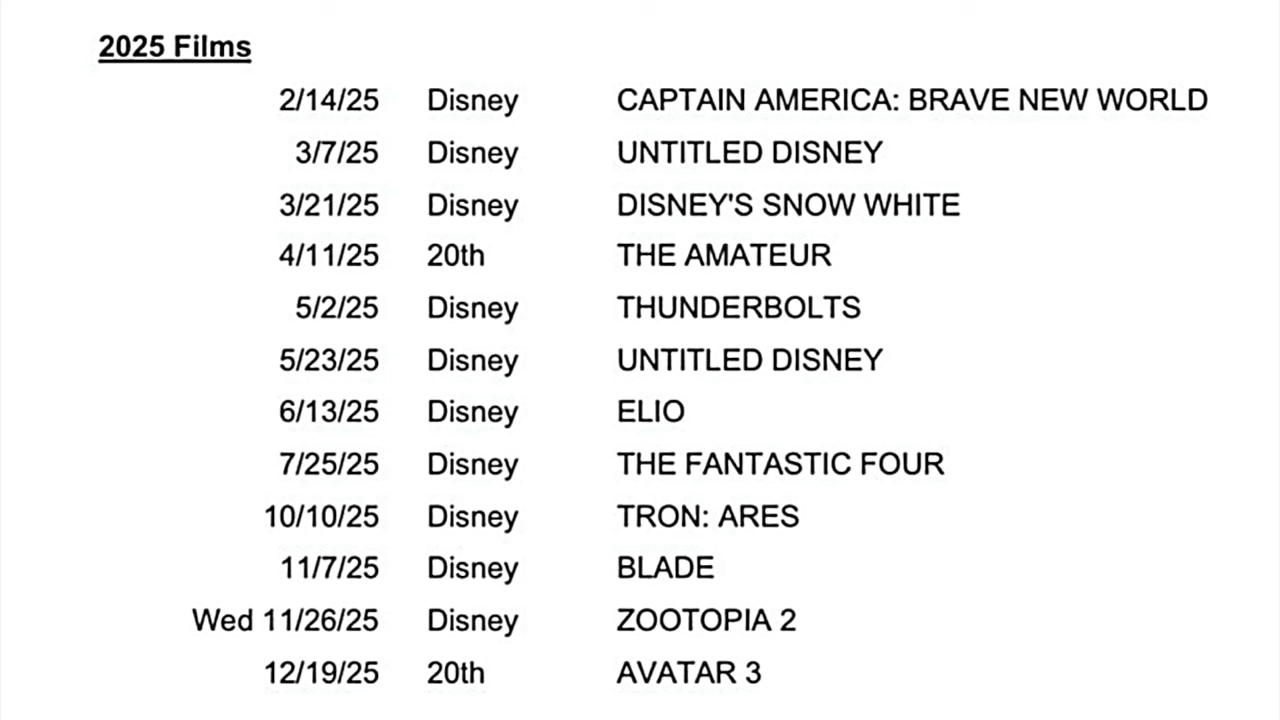 2025 Films
2/14/25 Disney CAPTAIN AMERICA: BRAVE NEW WORLD
3/7/25 Disney UNTITLED DISNEY
3/21/25 Disney DISNEY'S SNOW WHITE
4/11/25 20th THE AMATEUR
5/2/25 Disney THUNDERBOLTS
5/23/25 Disney UNTITLED DISNEY
6/13/25 Disney ELIO
7/25/25 Disney THE FANTASTIC FOUR
10/10/25 Disney TRON: ARES
11/7/25 Disney BLADE
Wed 11/26/25 Disney ZOOTOPIA 2
12/19/25 20th AVATAR 3